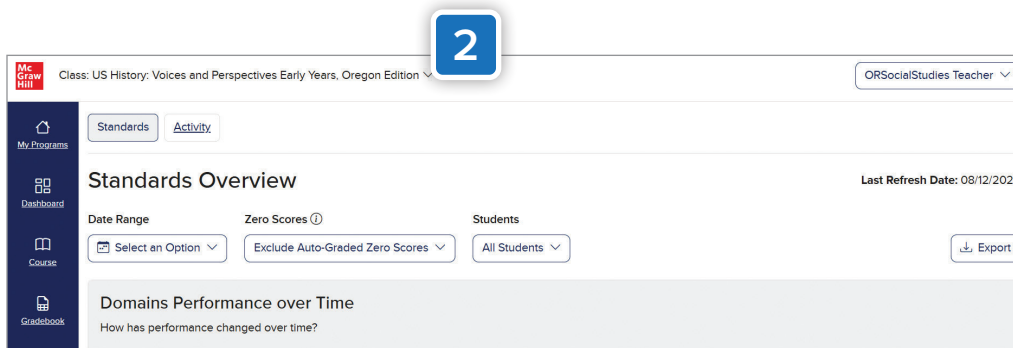 2
Mc
Graw
Hill
Class: US History: Voices and Perspectives Early Years, Oregon Edition
ORSocialStudies Teacher
My Programs
Standards
Activity
Standards Overview
Last Refresh Date: 08/12/202
Dashboard
Date Range
Zero Scores
Students
Select an Option
Exclude Auto-Graded Zero Scores
All Students
Export
Course
Domains Performance over Time
How has performance changed over time?
Gradebook